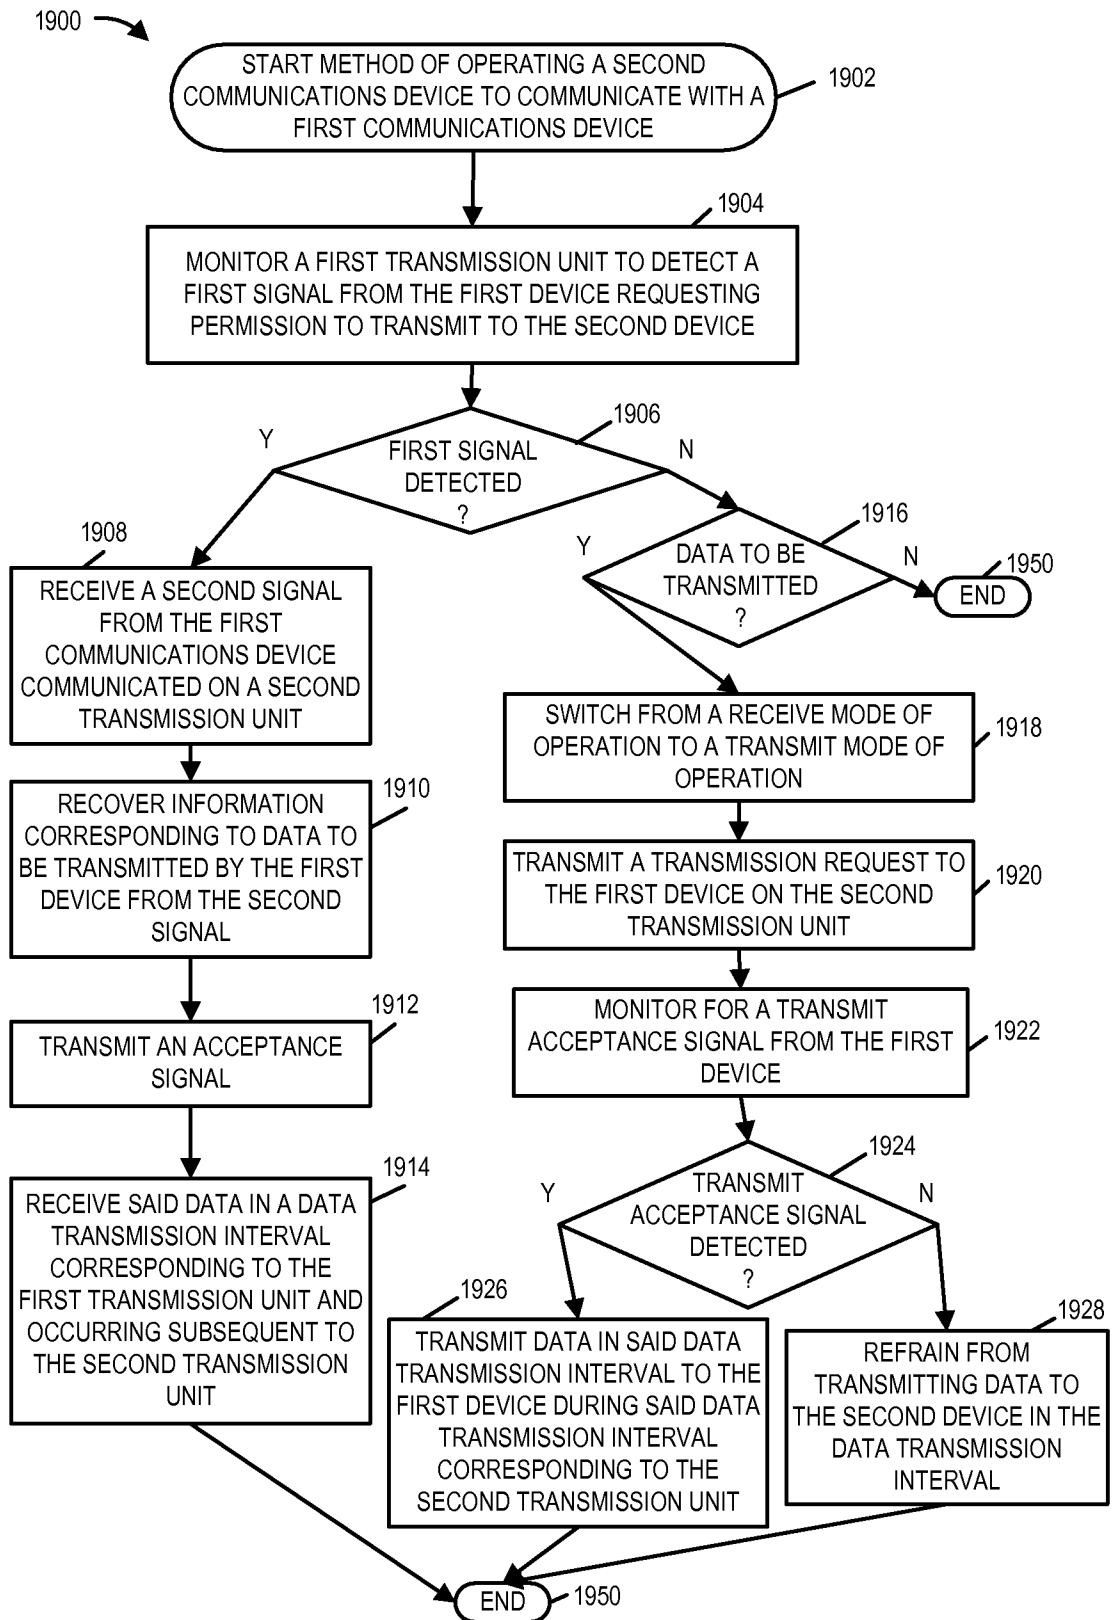 1900
START METHOD OF OPERATING A SECOND
COMMUNICATIONS DEVICE TO COMMUNICATE WITH A
FIRST COMMUNICATIONS DEVICE
1902
1904
MONITOR A FIRST TRANSMISSION UNIT TO DETECT A
FIRST SIGNAL FROM THE FIRST DEVICE REQUESTING
PERMISSION TO TRANSMIT TO THE SECOND DEVICE
1906
Y
FIRST SIGNAL
DETECTED
?
N
1908
RECEIVE A SECOND SIGNAL
FROM THE FIRST
COMMUNICATIONS DEVICE
COMMUNICATED ON A SECOND
TRANSMISSION UNIT
1916
Y
DATA TO BE
TRANSMITTED
?
N
1950
END
1910
RECOVER INFORMATION
CORRESPONDING TO DATA TO
BE TRANSMITTED BY THE FIRST
DEVICE FROM THE SECOND
SIGNAL
SWITCH FROM A RECEIVE MODE OF
OPERATION TO A TRANSMIT MODE OF
OPERATION
1918
TRANSMIT A TRANSMISSION REQUEST TO
THE FIRST DEVICE ON THE SECOND
TRANSMISSION UNIT
1920
1912
TRANSMIT AN ACCEPTANCE
SIGNAL
MONITOR FOR A TRANSMIT
ACCEPTANCE SIGNAL FROM THE FIRST
DEVICE
1922
1914
RECEIVE SAID DATA IN A DATA
TRANSMISSION INTERVAL
CORRESPONDING TO THE
FIRST TRANSMISSION UNIT AND
OCCURRING SUBSEQUENT TO
THE SECOND TRANSMISSION
UNIT
1924
Y
TRANSMIT
ACCEPTANCE SIGNAL
DETECTED
?
N
1926
TRANSMIT DATA IN SAID DATA
TRANSMISSION INTERVAL TO THE
FIRST DEVICE DURING SAID DATA
TRANSMISSION INTERVAL
CORRESPONDING TO THE
SECOND TRANSMISSION UNIT
1928
REFRAIN FROM
TRANSMITTING DATA TO
THE SECOND DEVICE IN THE
DATA TRANSMISSION
INTERVAL
END
1950